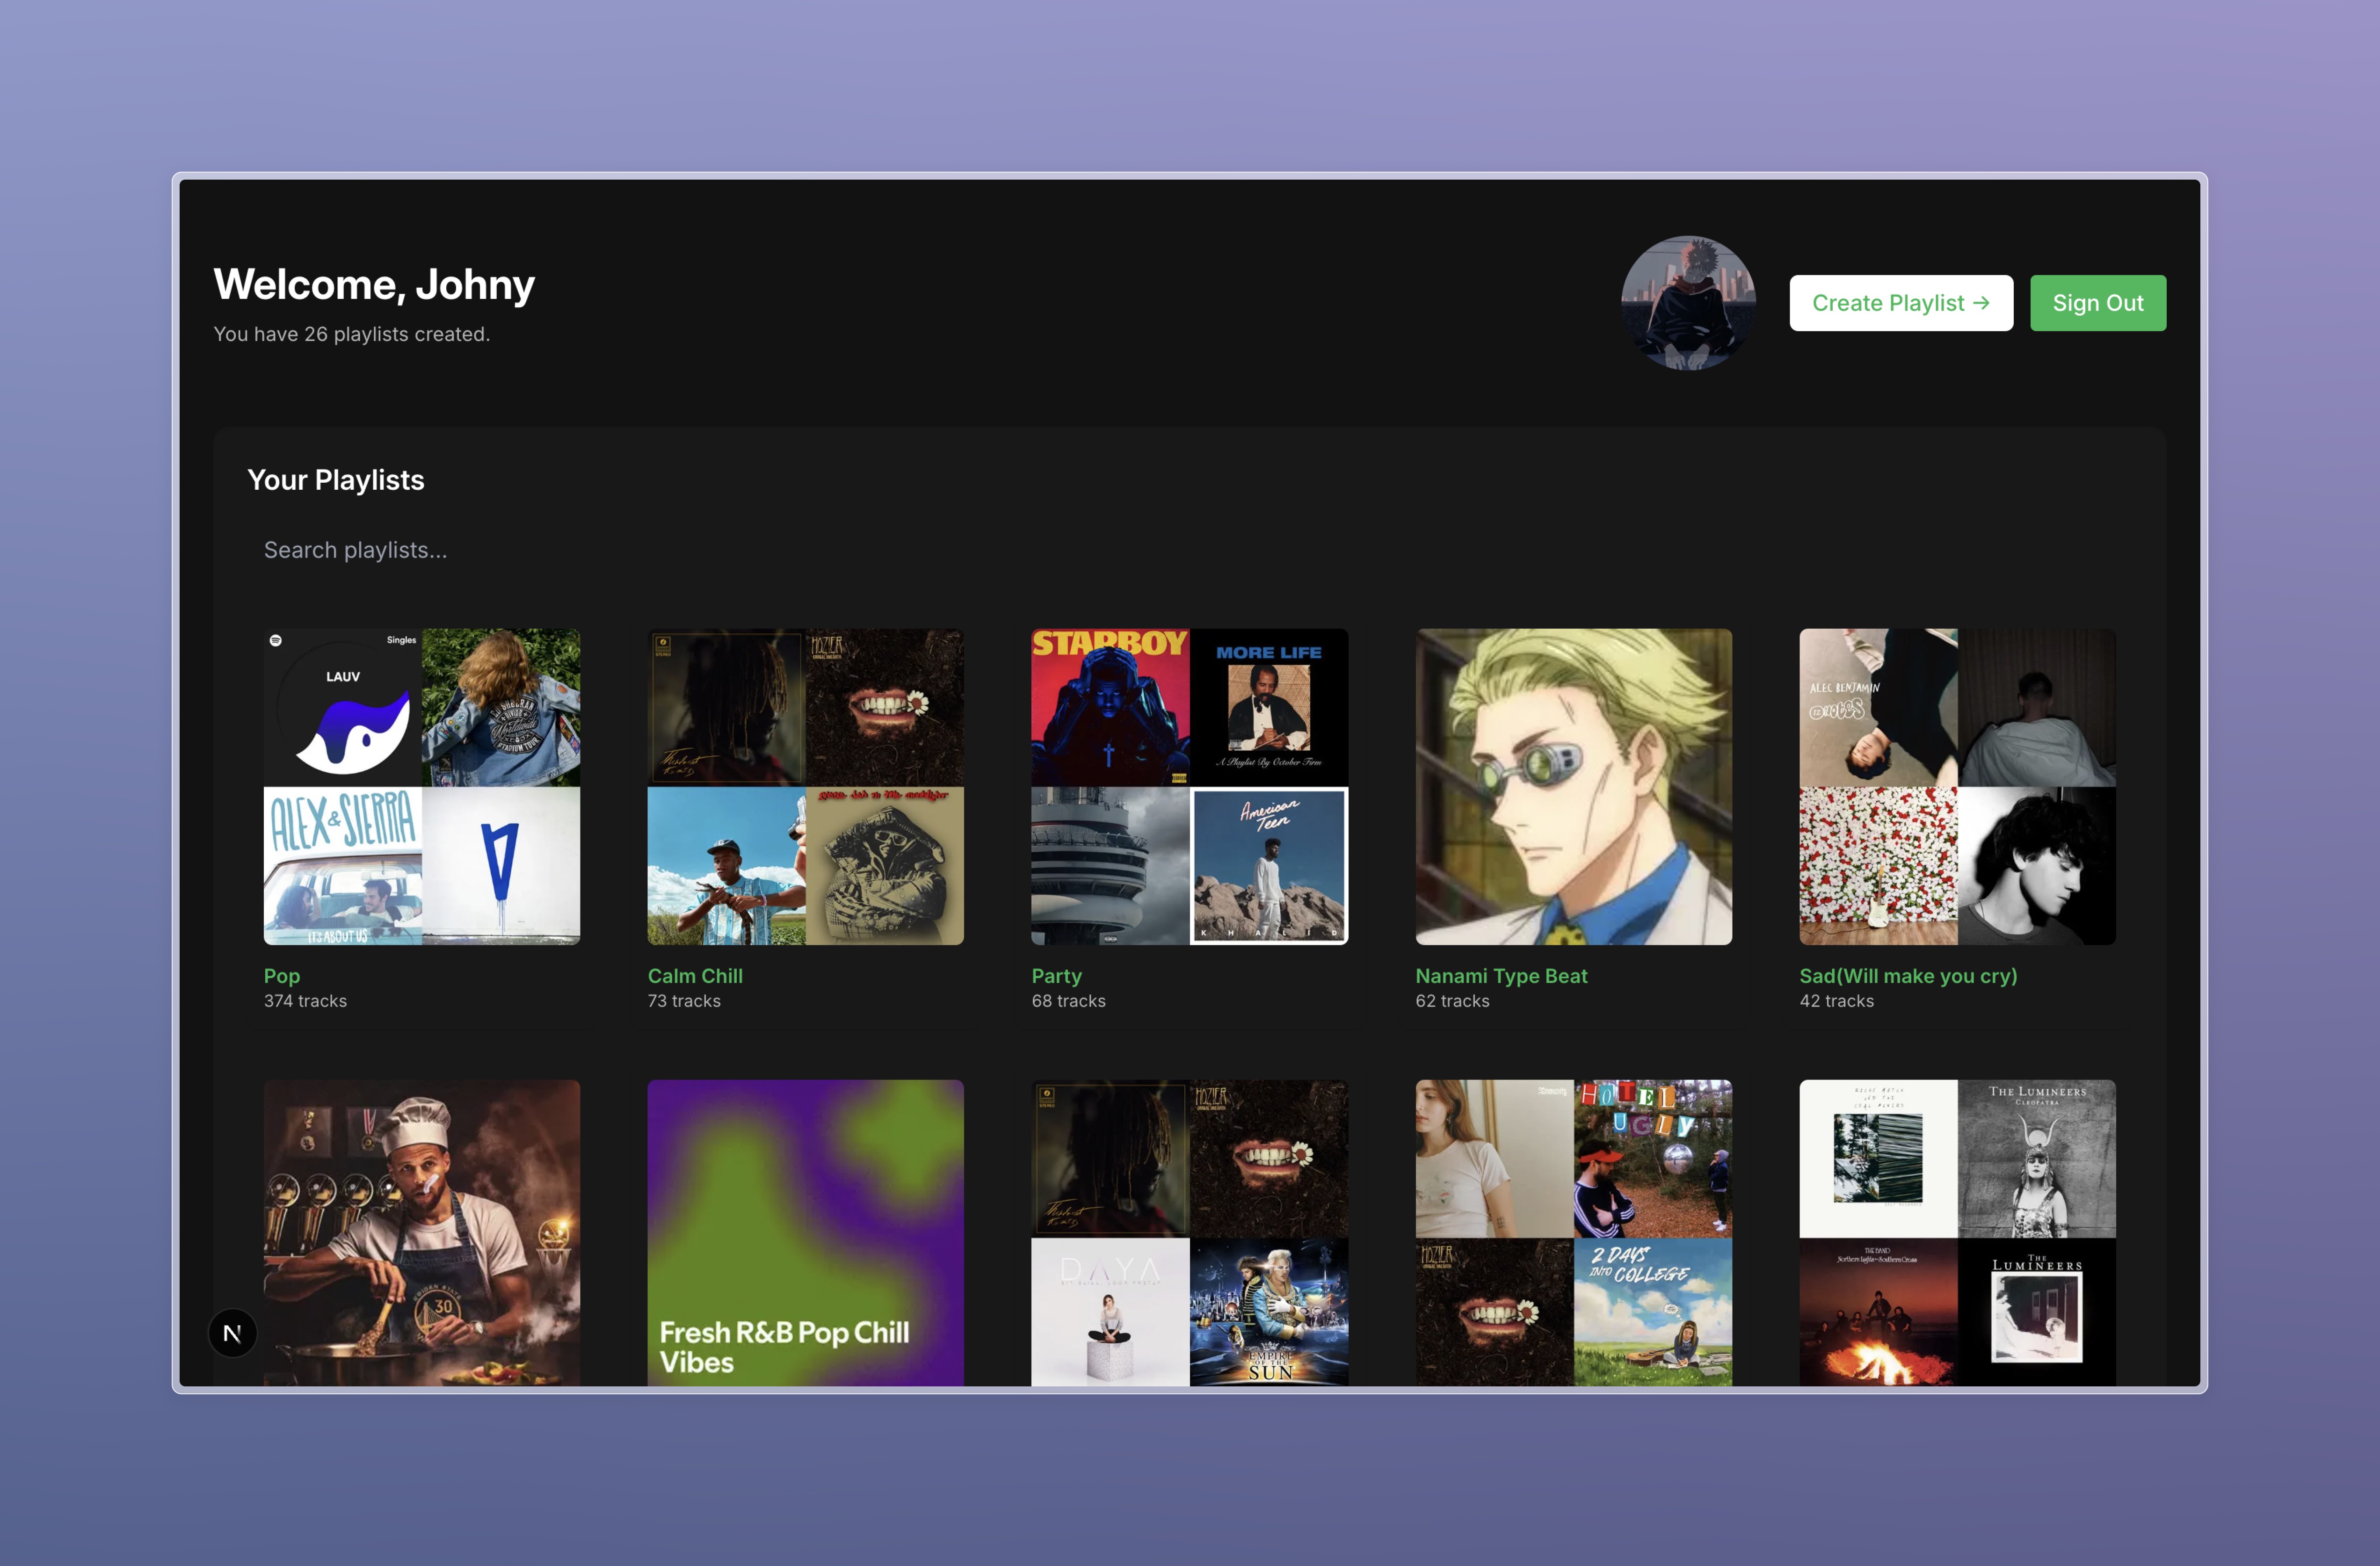 Welcome, Johny
You have 26 playlists created.
Create Playlist →
Sign Out
Your Playlists
Search playlists...
Singles
LAUV
ALEX & SIERRA
IT'S ABOUT US
HOZIER
STARBOY
MORE LIFE
A Playlist By October Firm
American
Teen
KHALID
ALEC BENJAMIN
Pop
374 tracks
Calm Chill
73 tracks
Party
68 tracks
Nanami Type Beat
62 tracks
Sad(Will make you cry)
42 tracks
30
N
Fresh R&B Pop Chill
Vibes
HOZIER
DAYA
EMPIRE
OF THE
SUN
HOTEL
UGLY
HOZIER
2 DAYS
INTO COLLEGE
THE LUMINEERS
CLEOPATRA
THE BAND
Northern Lights-Southern Cross
THE
LUMINEERS